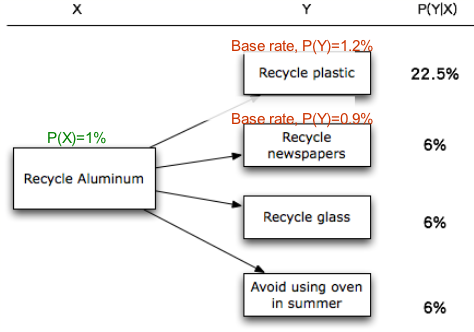 X Y P(Y|X)
Base rate, P(Y)=1.2%
Recycle plastic 22.5%
Base rate, P(Y)=0.9%
P(X)=1%
Recycle
newspapers
6%
Recycle Aluminum
Recycle glass 6%
Avoid using oven
in summer
6%